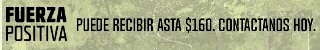 FUERZA
POSITIVA
PUEDE RECIBIR ASTA $160. CONTACTANOS HOY.